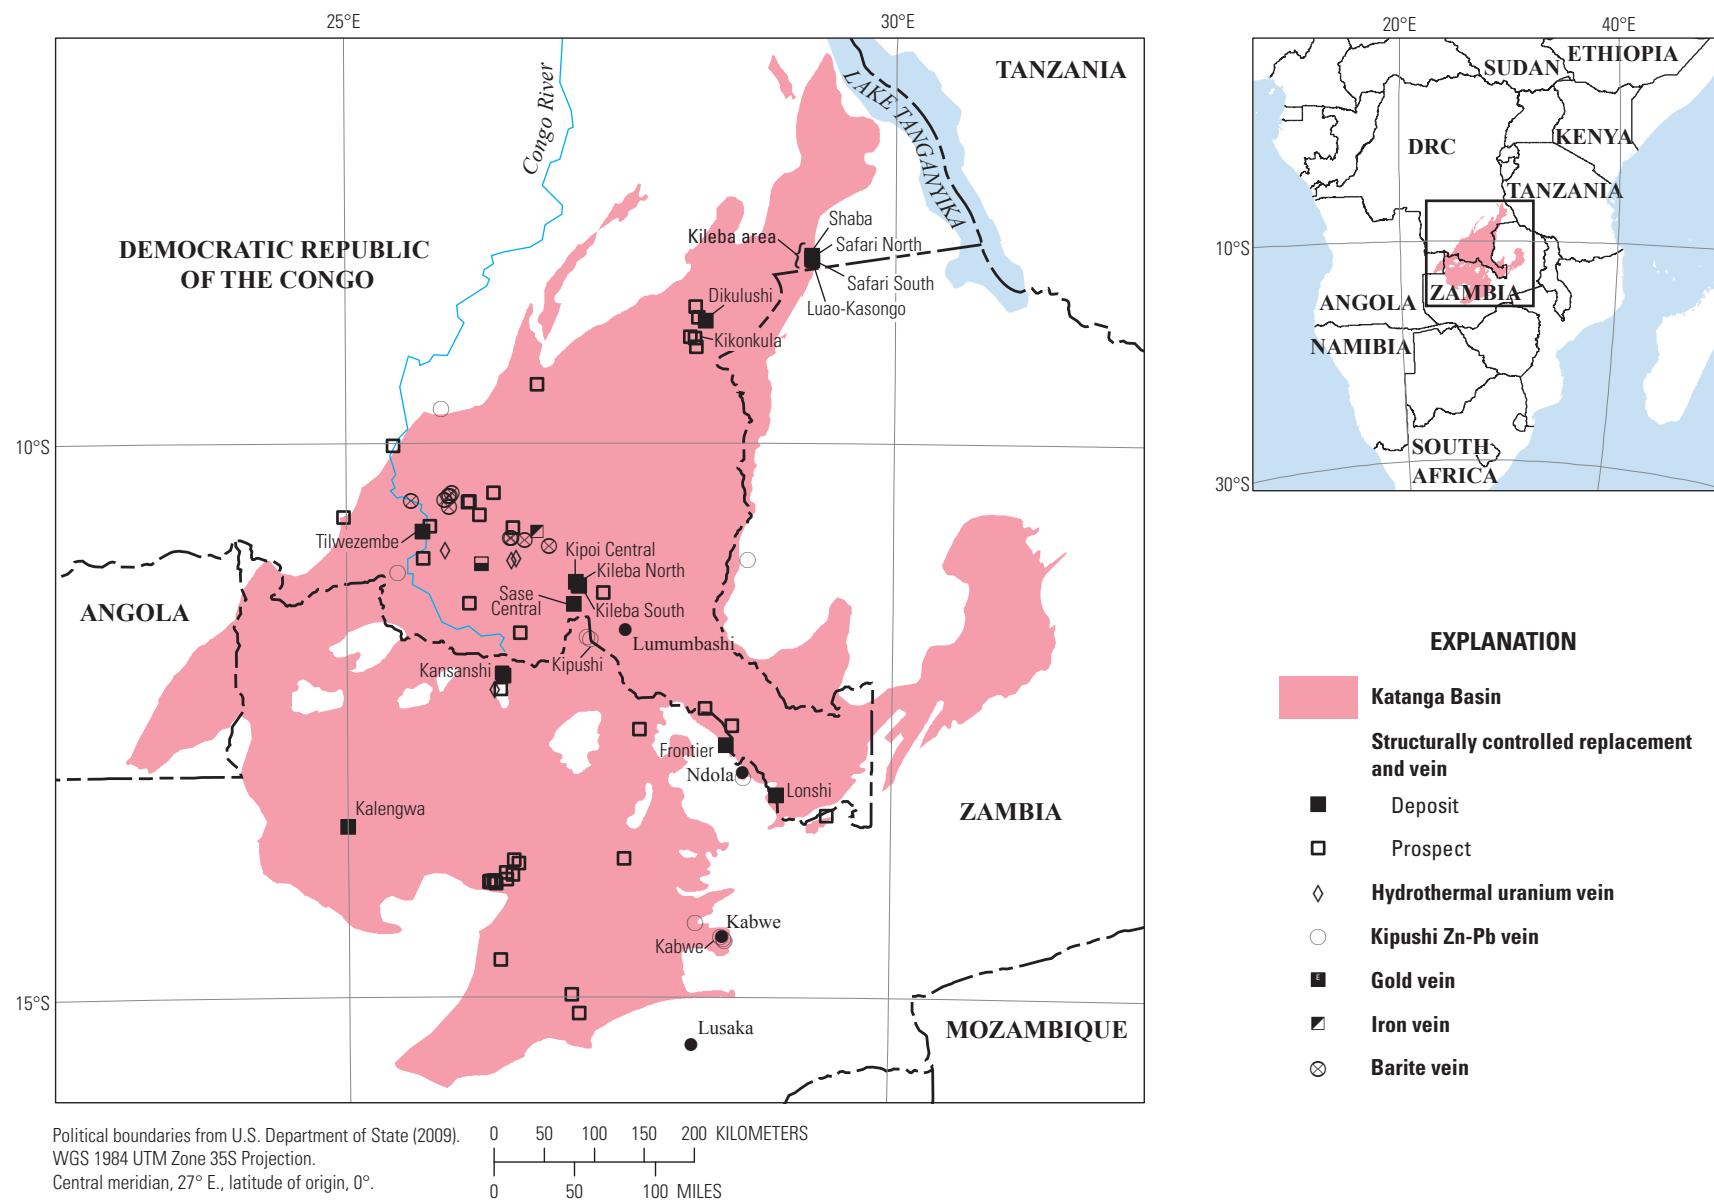 25°E
30°E
TANZANIA
Congo River
LAKE TANGANYIKA
DEMOCRATIC REPUBLIC
OF THE CONGO
Shaba
Kileba area
Safari North
Safari South
Luao-Kasongo
Dikulushi
Kikonkula
10°S
Tilwezembe
Kipoi Central
Kileba North
Sase
Central
Kileba South
ANGOLA
Lumumbashi
Kipushi
Kansanshi
Frontier
Ndola
Lonshi
Kalengwa
ZAMBIA
Kabwe
Kabwe
15°S
Lusaka
MOZAMBIQUE
Political boundaries from U.S. Department of State (2009).
WGS 1984 UTM Zone 35S Projection.
Central meridian, 27° E., latitude of origin, 0°.
0 50 100 150 200 KILOMETERS
0 50 100 MILES
20°E
40°E
SUDAN
ETHIOPIA
DRC
KENYA
TANZANIA
10°S
ANGOLA
ZAMBIA
NAMIBIA
SOUTH
AFRICA
30°S
EXPLANATION
Katanga Basin
Structurally controlled replacement
and vein
Deposit
Prospect
Hydrothermal uranium vein
Kipushi Zn-Pb vein
E
Gold vein
Iron vein
Barite vein